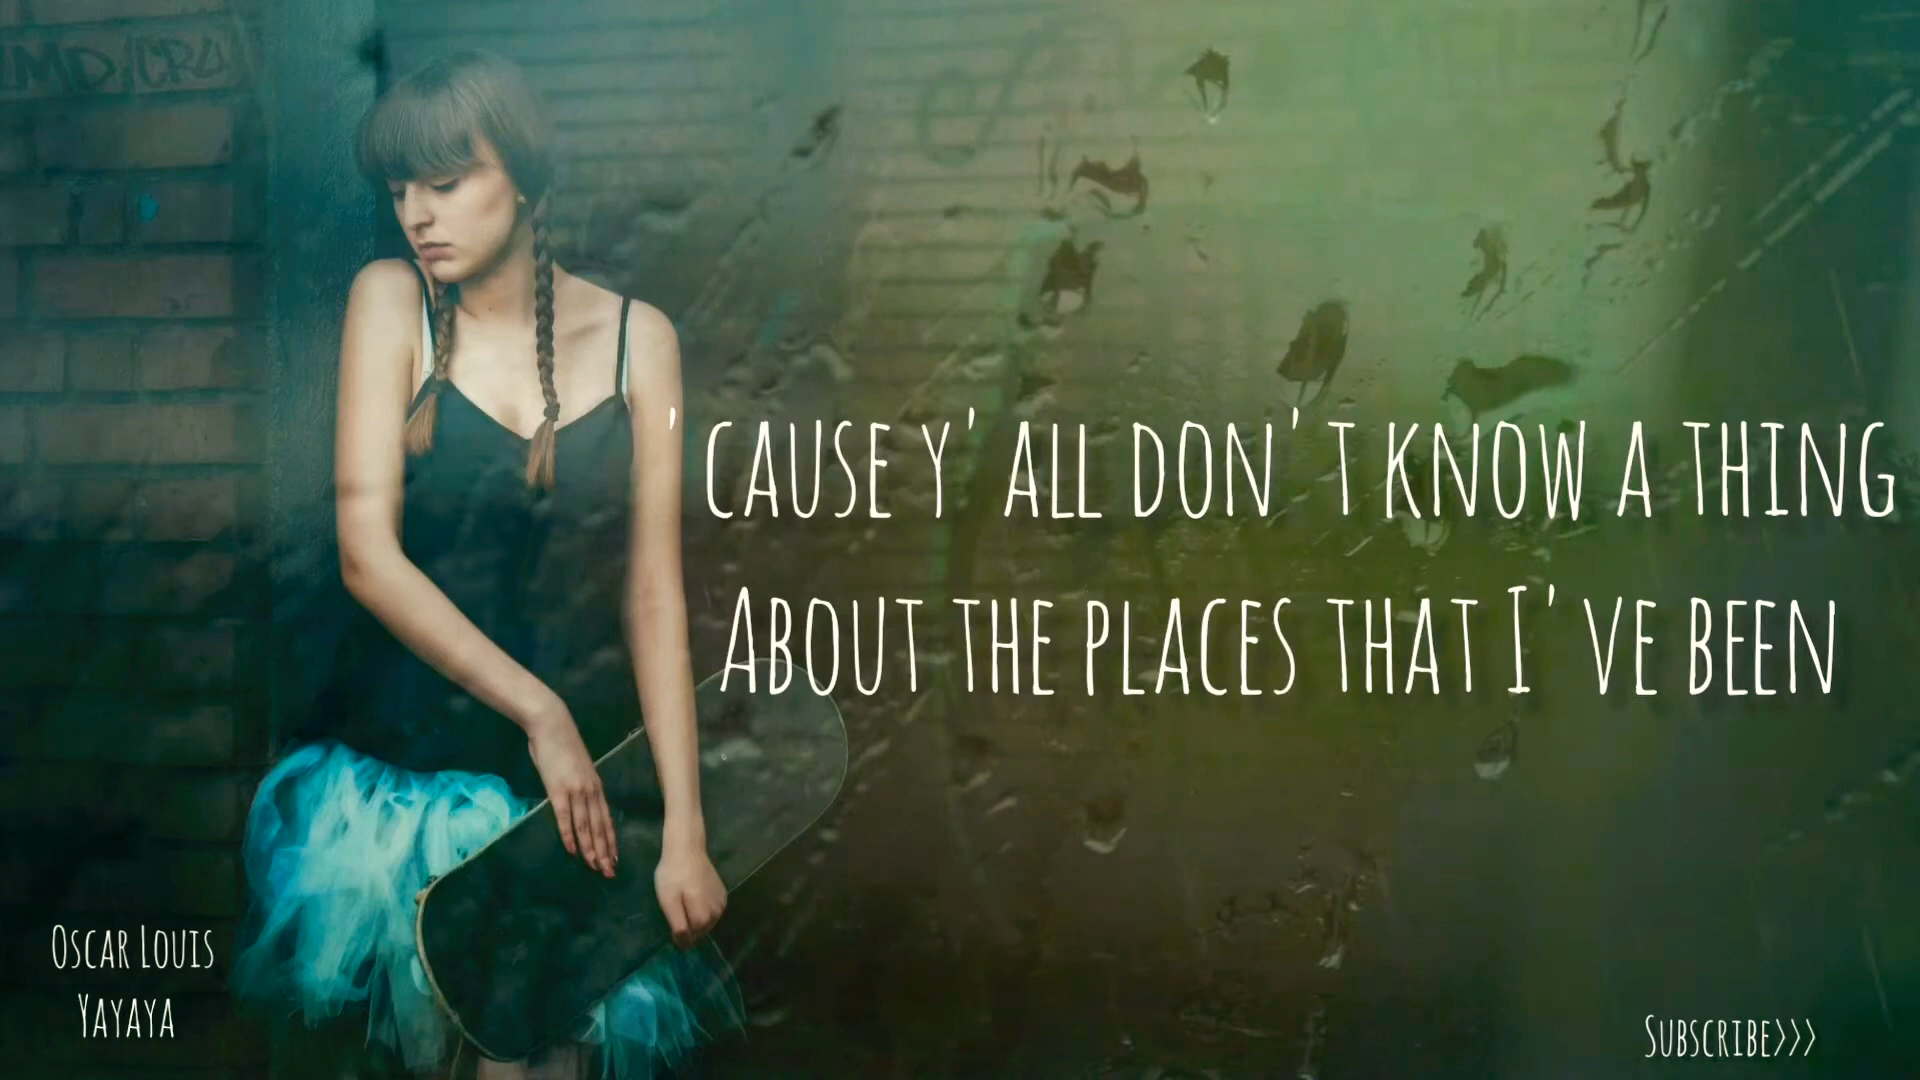 'cause y'all don't know a thing
About the places that I've been
Oscar Louis
Yayaya
Subscribe>>>